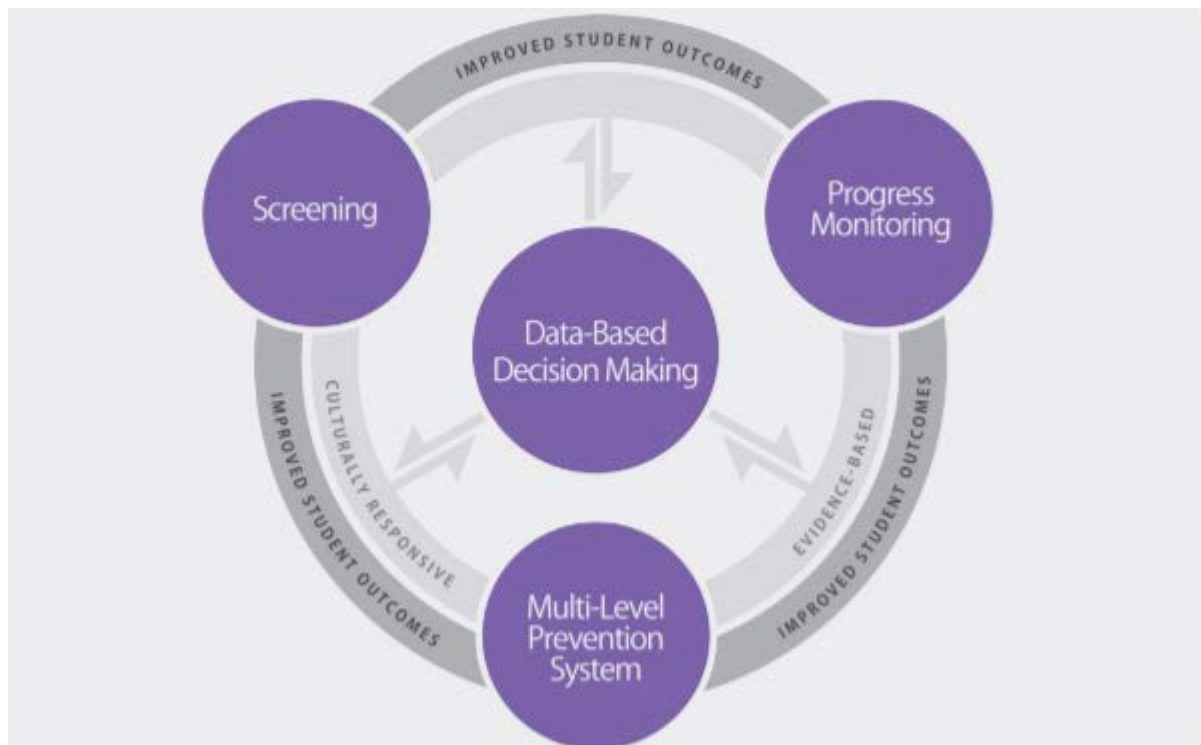 IMPROVED STUDENT OUTCOMES
Screening
Progress
Monitoring
Data-Based
Decision Making
CULTURALLY RESPONSIVE
EVIDENCE-BASED
IMPROVED STUDENT OUTCOMES
IMPROVED STUDENT OUTCOMES
Multi-Level
Prevention
System